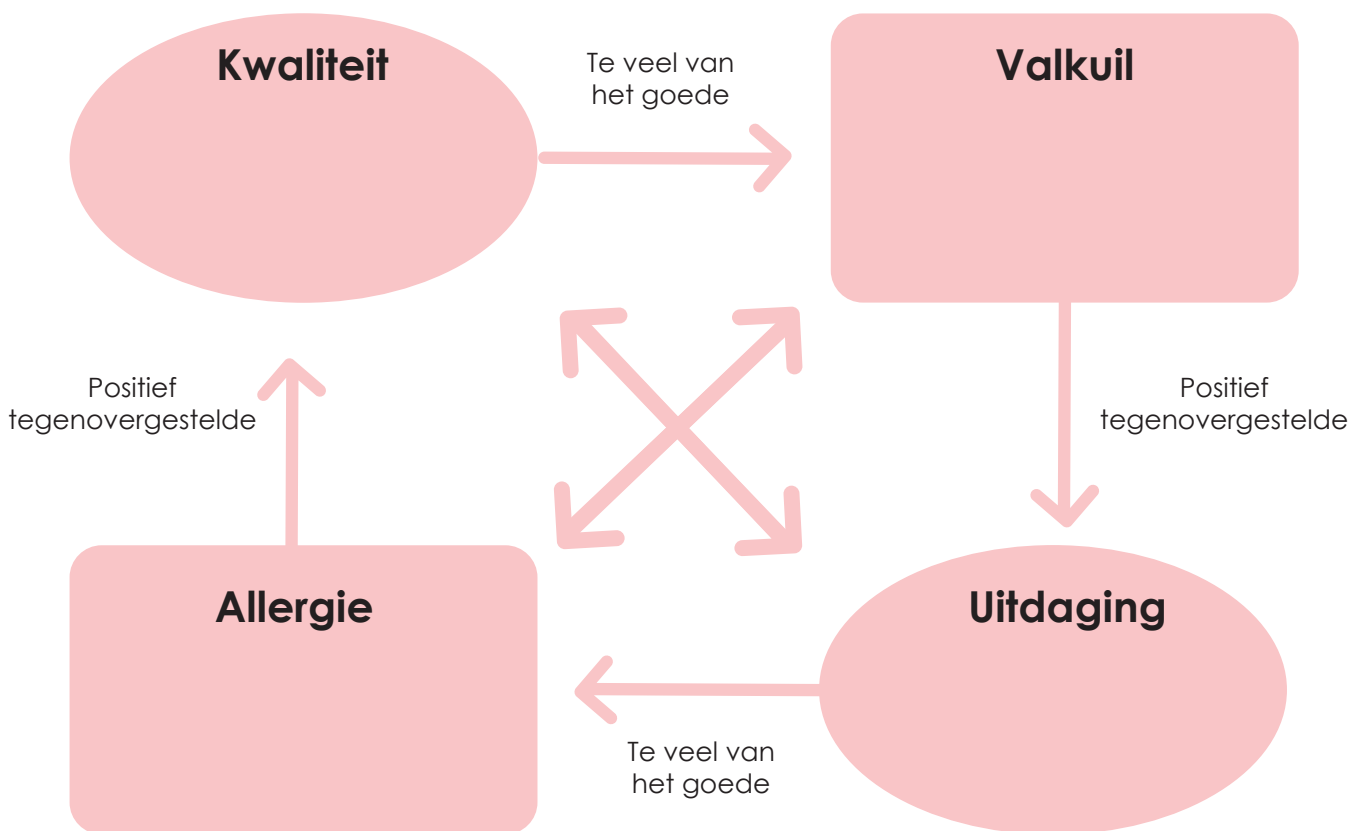 Kwaliteit
Te veel van
het goede
Valkuil
Positief
tegenovergestelde
Positief
tegenovergestelde
Allergie
Uitdaging
Te veel van
het goede